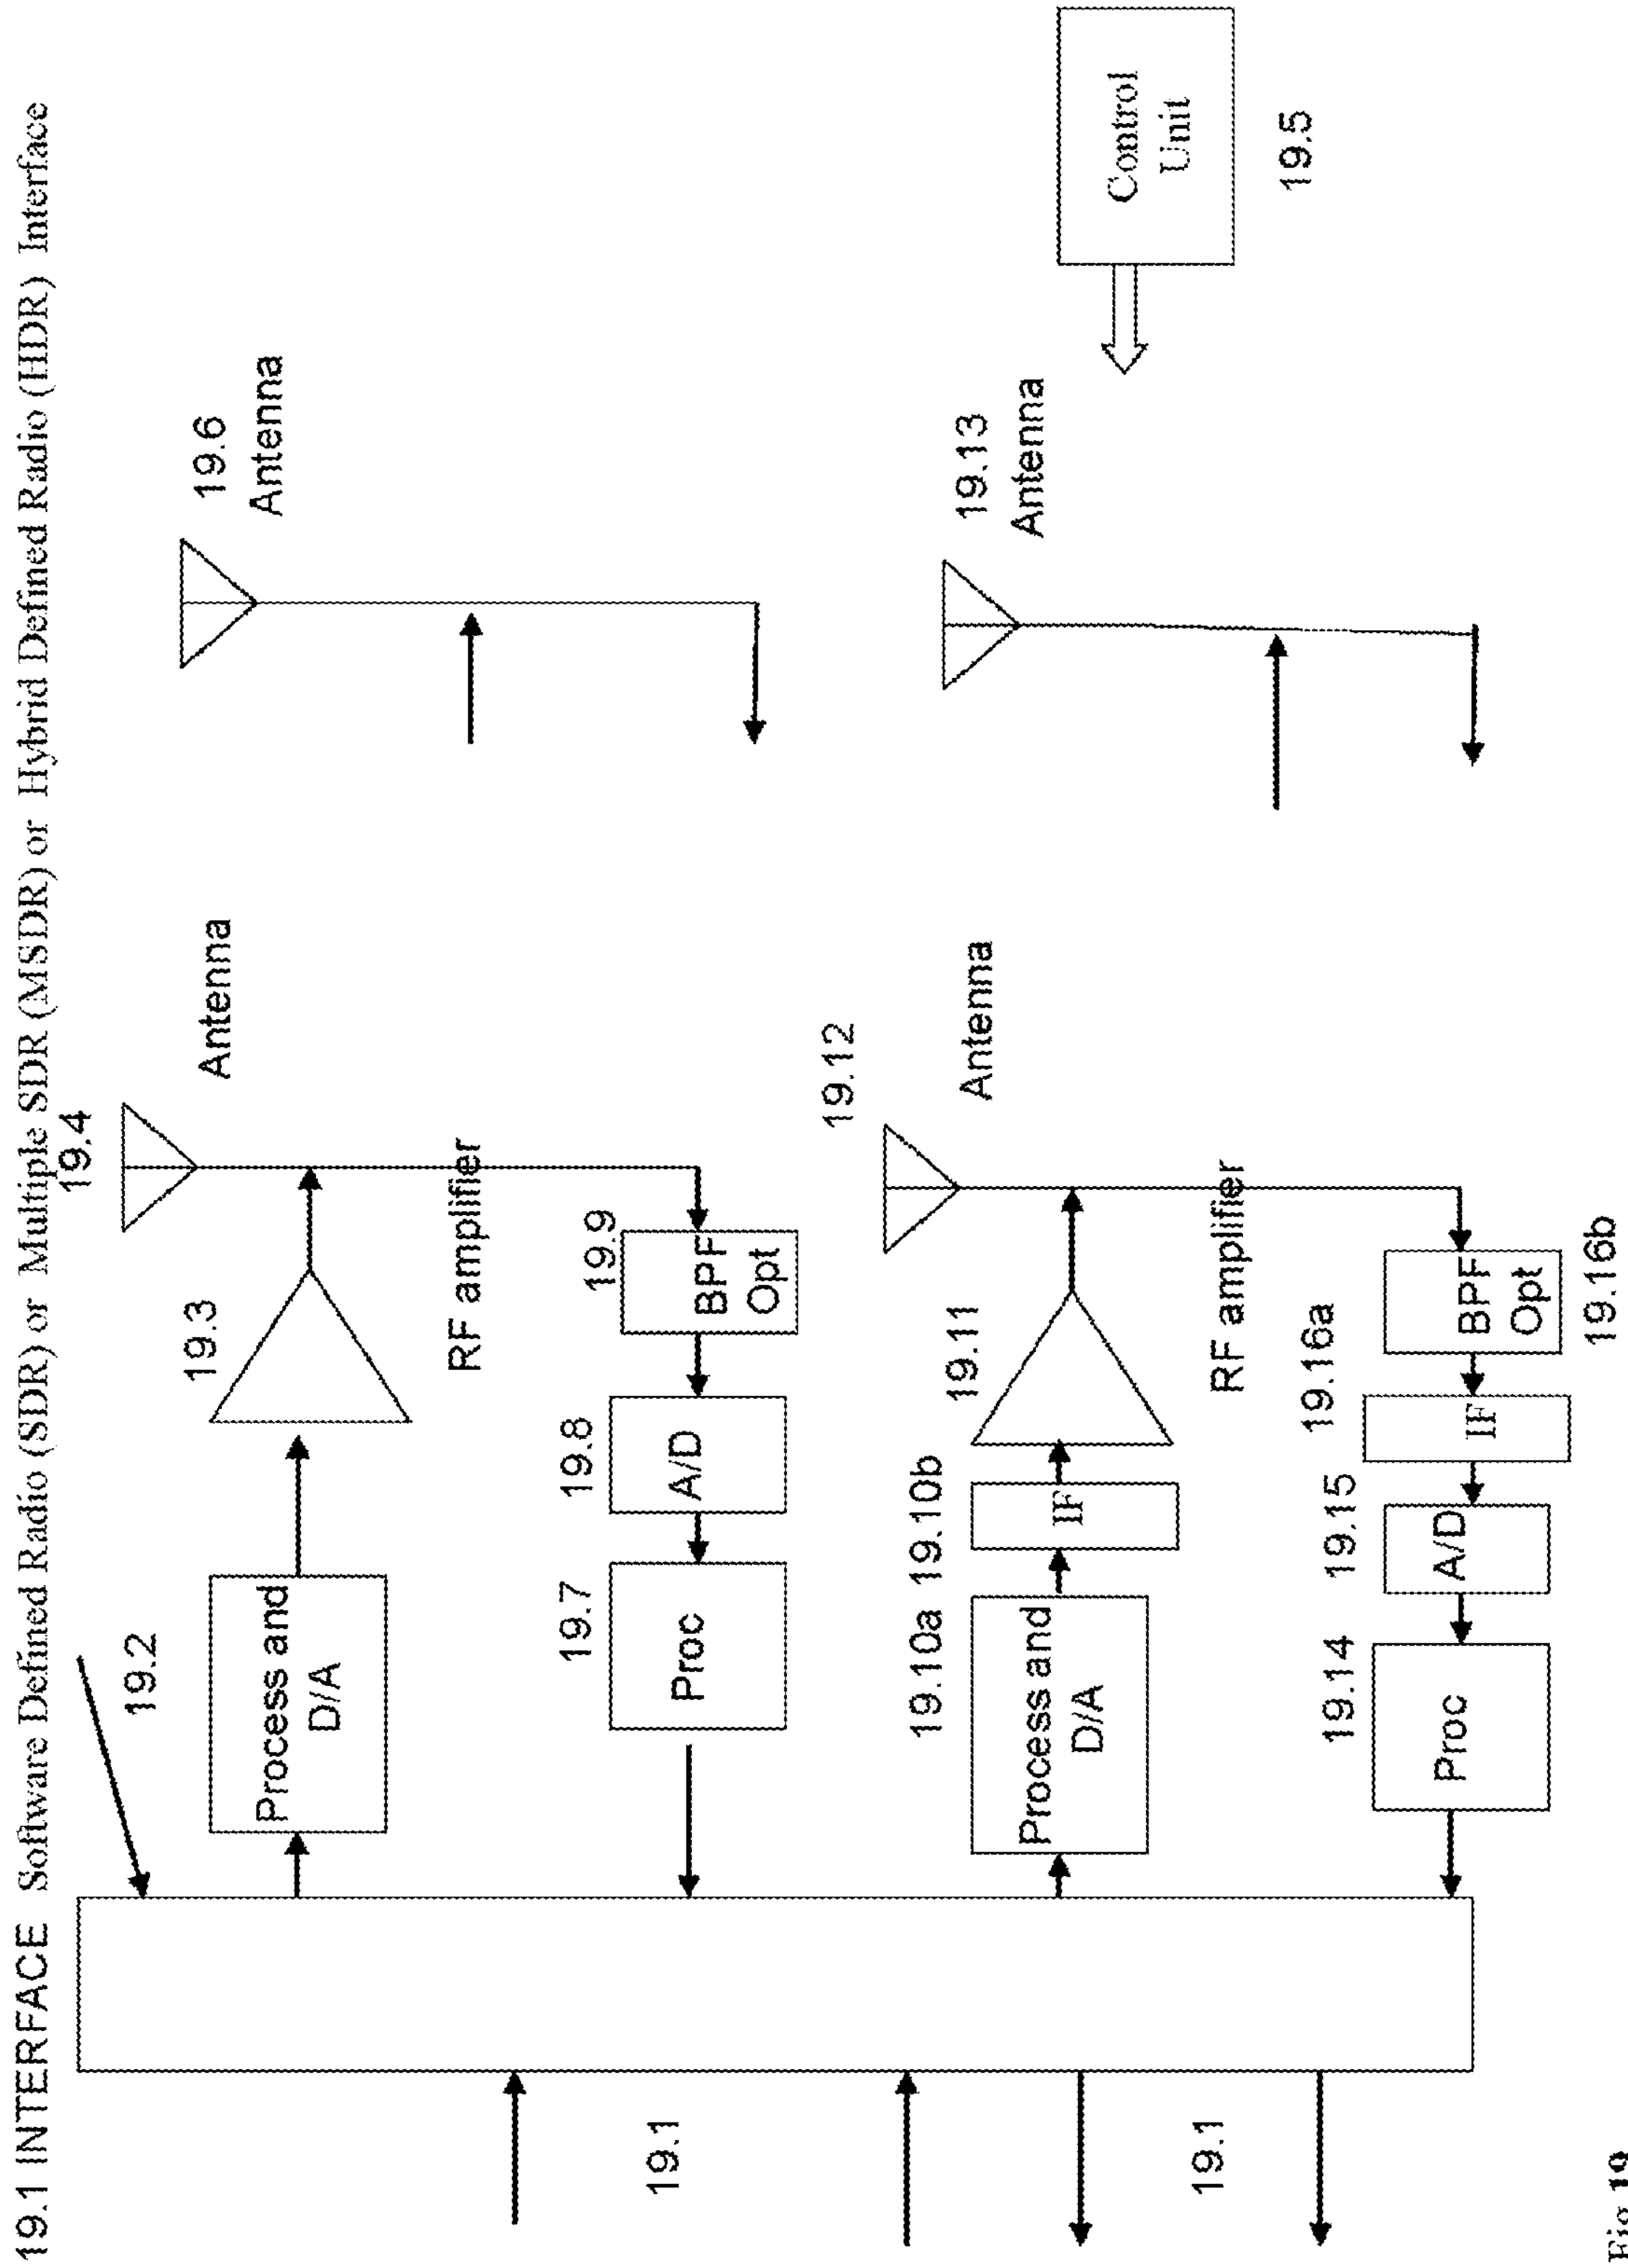 19.1 INTERFACE Software Defined Radio (SDR) or Multiple SDR (MSDR) or Hybrid Defined Radio (HDR) Interface
19.4
Antenna
19.6
Antenna
19.2
Process and
D/A
19.3
RF amplifier
19.7
Proc
19.8
A/D
19.9
BPF
Opt
19.12
Antenna
19.13
Antenna
Control
Unit
19.5
19.10a
Process and
D/A
19.10b
IF
19.11
RF amplifier
19.14
Proc
19.15
A/D
19.16a
IF
BPF
Opt
19.16b
19.1
19.1
Fig 19